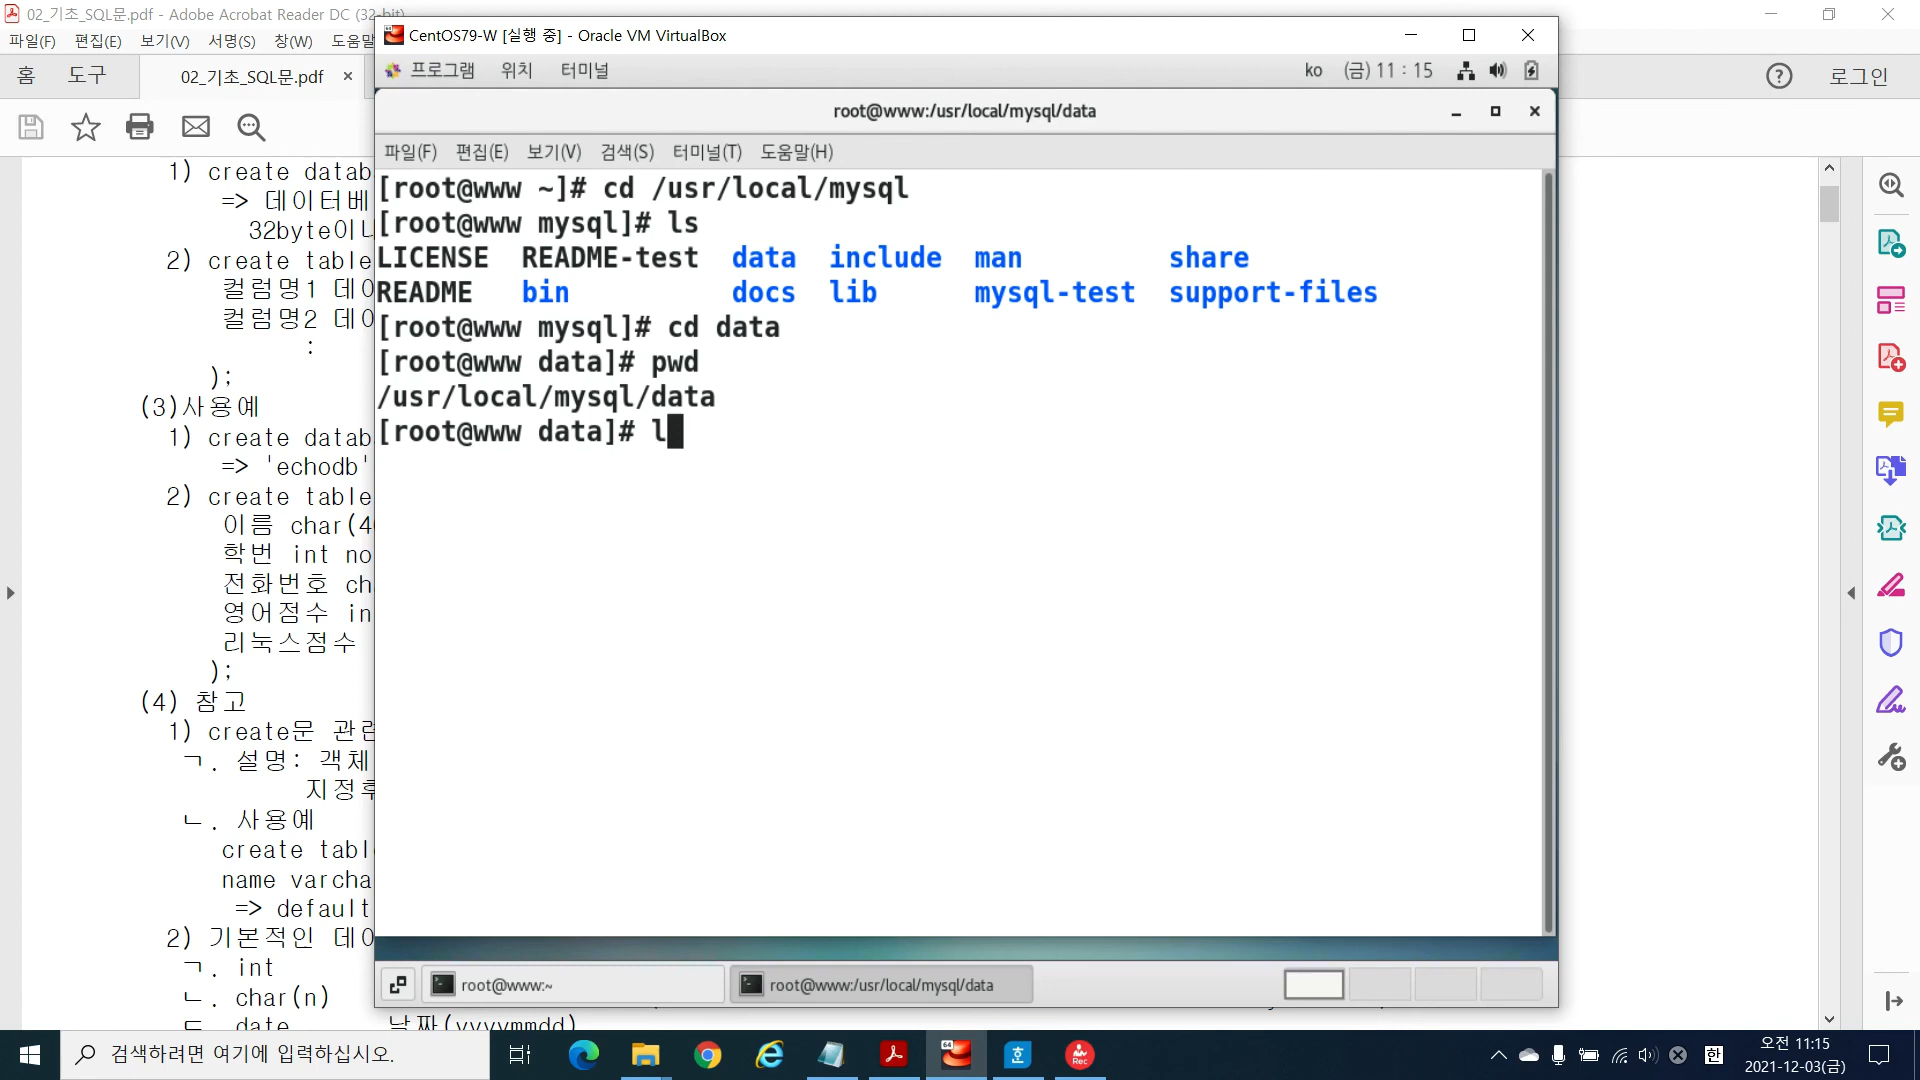 02_기초_SQL문.pdf - Adobe Acrobat Reader DC (32-bit)
파일(F) 편집(E) 보기(V) 서명(S) 창(W) 도움말
홈 도구 02_기초_SQL문.pdf × 로그인
1) create datab
=> 데이터베
32byte이
2) create table
컬럼명1 데
컬럼명2 데
:
);
(3)사용예
1) create datab
=> 'echodb'
2) create table
이름 char(4
학번 int no
전화번호 ch
영어점수 in
리눅스점수
);
(4) 참고
1) create문 관련
ㄱ. 설명: 객체
지정후
ㄴ. 사용예
create tabl
name varcha
=> default
2) 기본적인 데
ㄱ. int
ㄴ. char(n)
ㄷ. date 날짜(yyyymmdd)
CentOS79-W [실행 중] - Oracle VM VirtualBox
프로그램 위치 터미널 ko (금) 11 : 15
root@www:/usr/local/mysql/data
파일(F) 편집(E) 보기(V) 검색(S) 터미널(T) 도움말(H)
[root@www ~]# cd /usr/local/mysql
[root@www mysql]# ls
LICENSE README-test data include man share
README bin docs lib mysql-test support-files
[root@www mysql]# cd data
[root@www data]# pwd
/usr/local/mysql/data
[root@www data]# l
root@www:~ root@www:/usr/local/mysql/data
검색하려면 여기에 입력하십시오.
64
호
Rec
한
오전 11:15
2021-12-03(금)